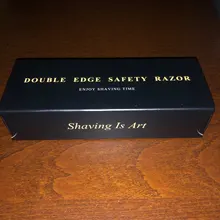 DOUBLE EDGE SAFETY RAZOR
ENJOY SHAVING TIME
Shaving Is Art